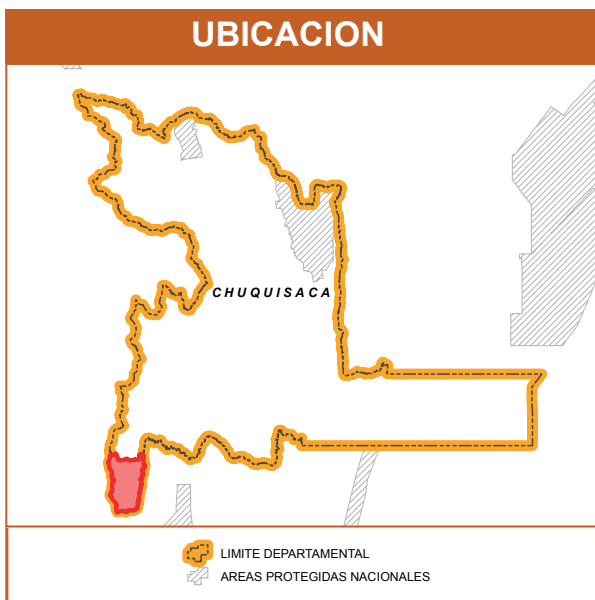 UBICACION
CHUQUISACA
LIMITE DEPARTAMENTAL
AREAS PROTEGIDAS NACIONALES